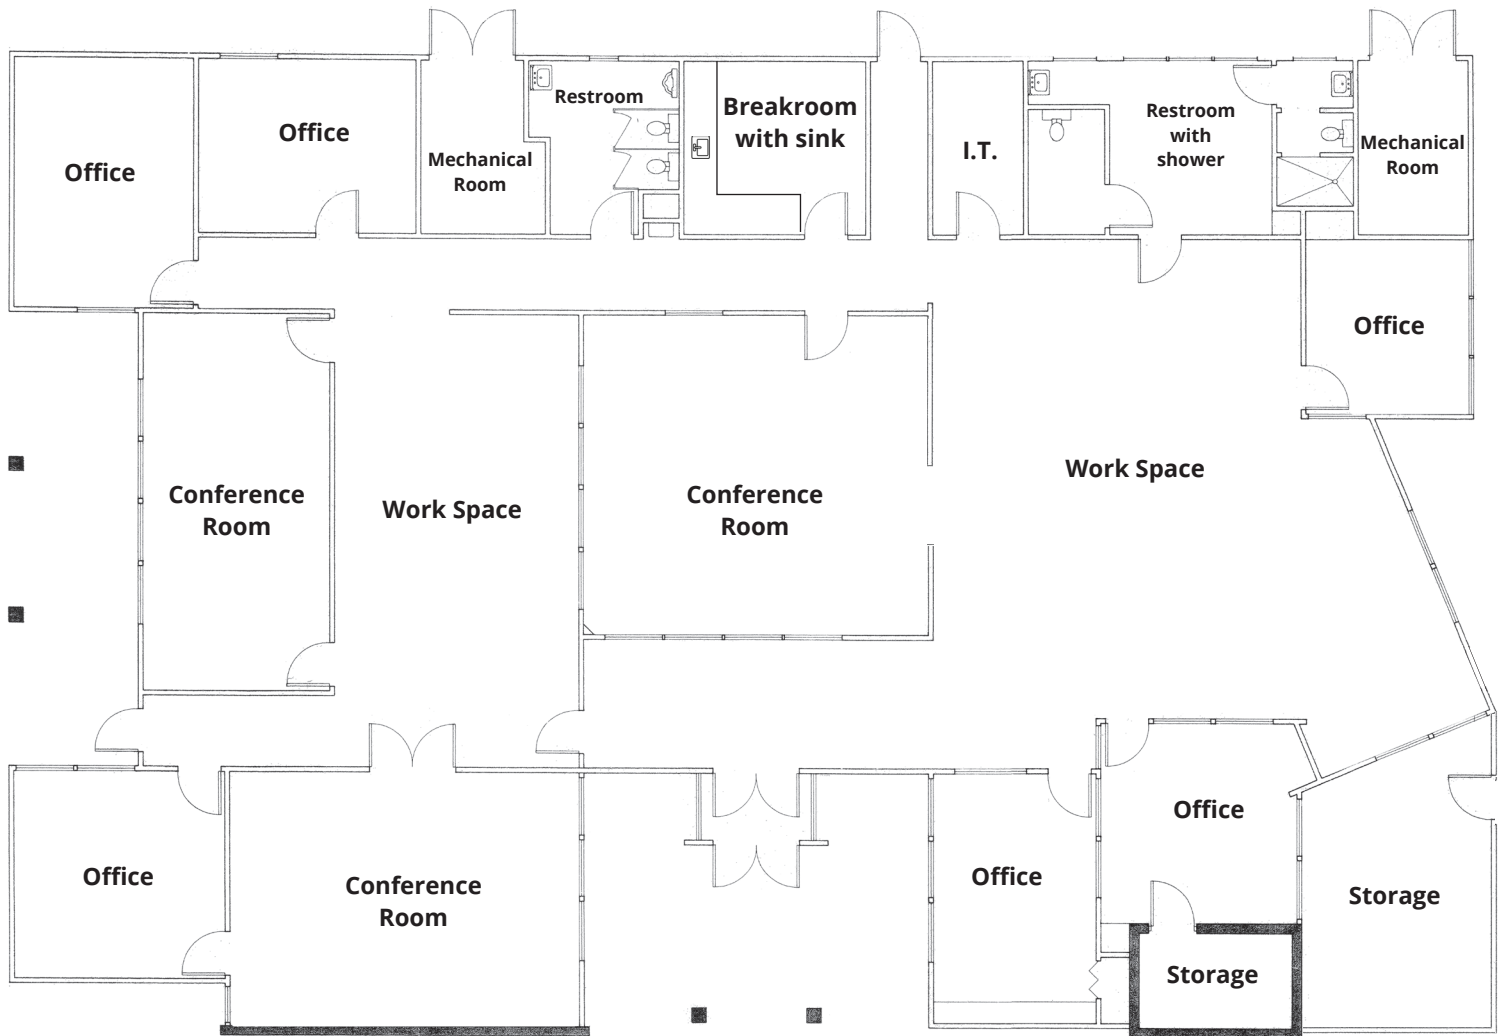 Office
Office
Mechanical
Room
Restroom
Breakroom
with sink
I.T.
Restroom
with
shower
Mechanical
Room
Office
Conference
Room
Work Space
Conference
Room
Work Space
Office
Conference
Room
Office
Office
Storage
Storage